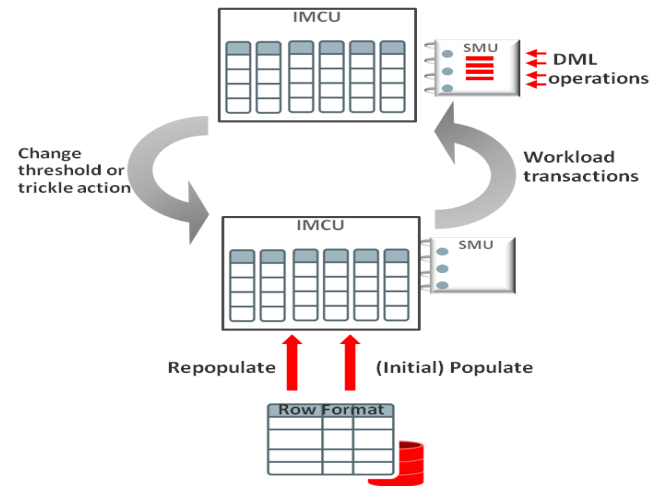 IMCU
SMU
DML
operations
Change
threshold or
trickle action
Workload
transactions
IMCU
SMU
Repopulate
(Initial) Populate
Row Format